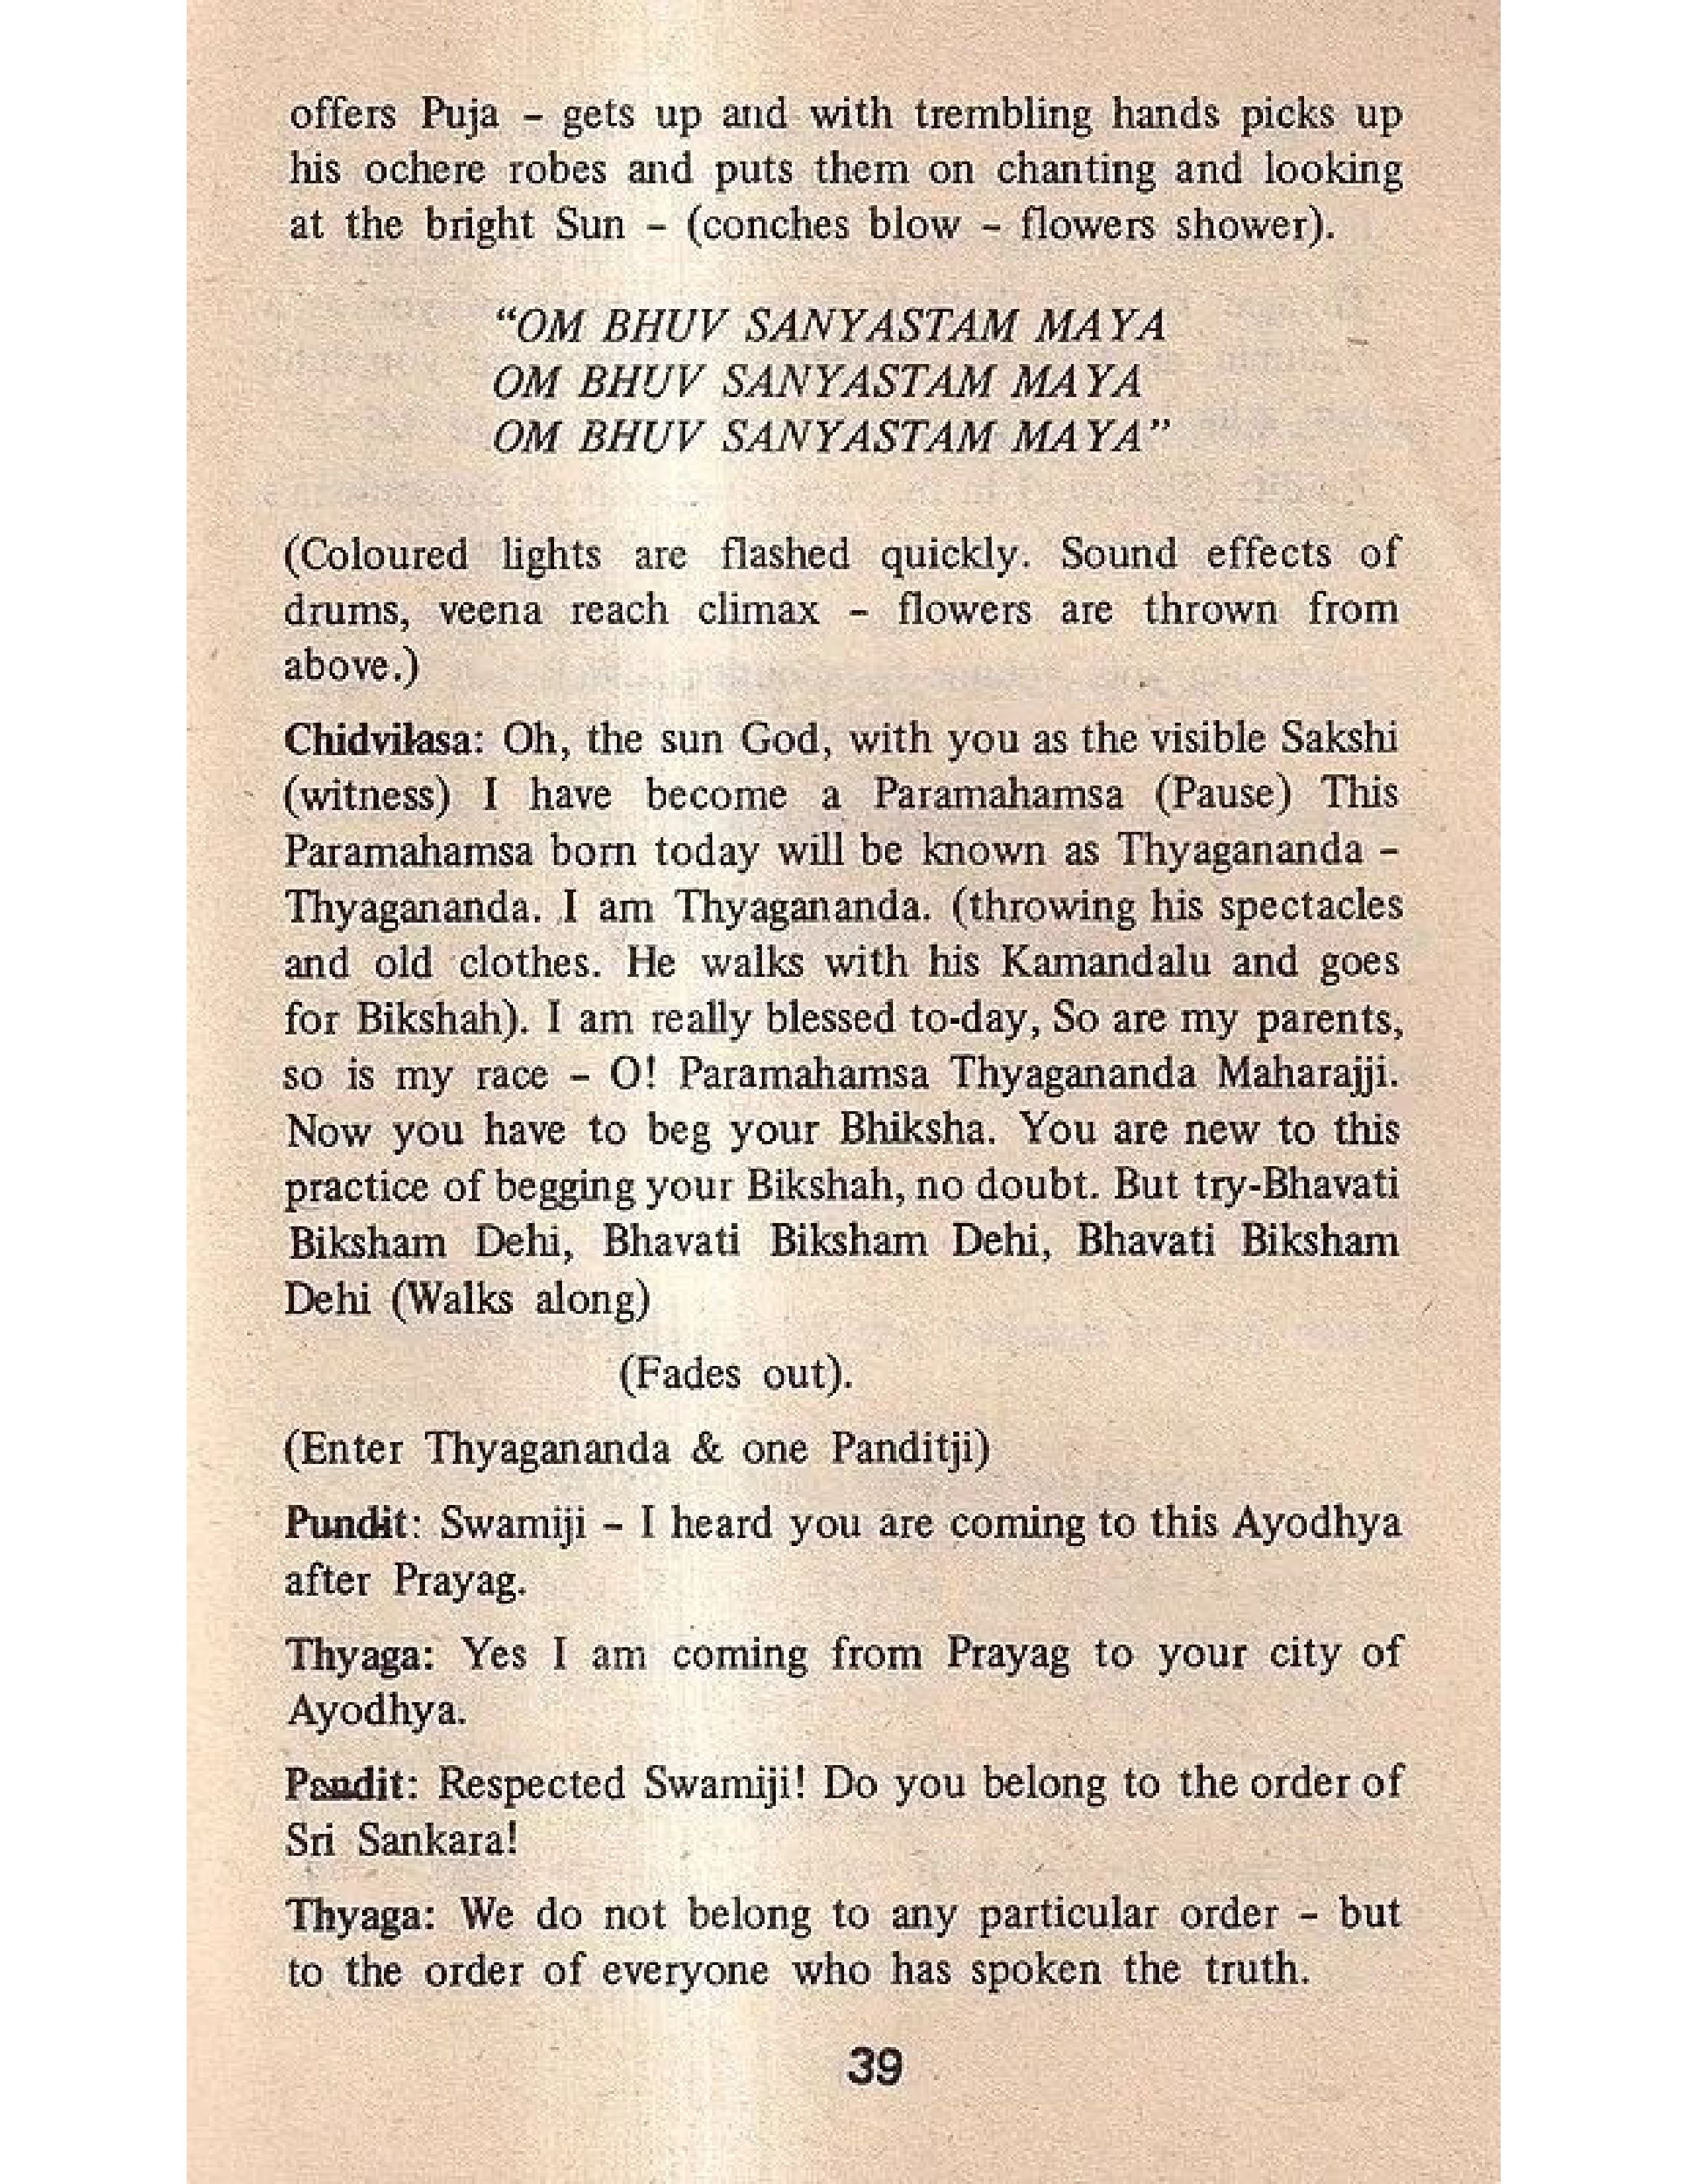 offers Puja – gets up and with trembling hands picks up
his ochere robes and puts them on chanting and looking
at the bright Sun – (conches blow – flowers shower).
“OM BHUV SANYASTAM MAYA
OM BHUV SANYASTAM MAYA
OM BHUV SANYASTAM MAYA”
(Coloured lights are flashed quickly. Sound effects of
drums, veena reach climax – flowers are thrown from
above.)
Chidvilasa: Oh, the sun God, with you as the visible Sakshi
(witness) I have become a Paramahamsa (Pause) This
Paramahamsa born today will be known as Thyagananda –
Thyagananda. I am Thyagananda. (throwing his spectacles
and old clothes. He walks with his Kamandalu and goes
for Bikshah). I am really blessed to-day, So are my parents,
so is my race – O! Paramahamsa Thyagananda Maharajji.
Now you have to beg your Bhiksha. You are new to this
practice of begging your Bikshah, no doubt. But try-Bhavati
Biksham Dehi, Bhavati Biksham Dehi, Bhavati Biksham
Dehi (Walks along)
(Fades out).
(Enter Thyagananda & one Panditji)
Pundit: Swamiji – I heard you are coming to this Ayodhya
after Prayag.
Thyaga: Yes I am coming from Prayag to your city of
Ayodhya.
Pandit: Respected Swamiji! Do you belong to the order of
Sri Sankara!
Thyaga: We do not belong to any particular order – but
to the order of everyone who has spoken the truth.
39